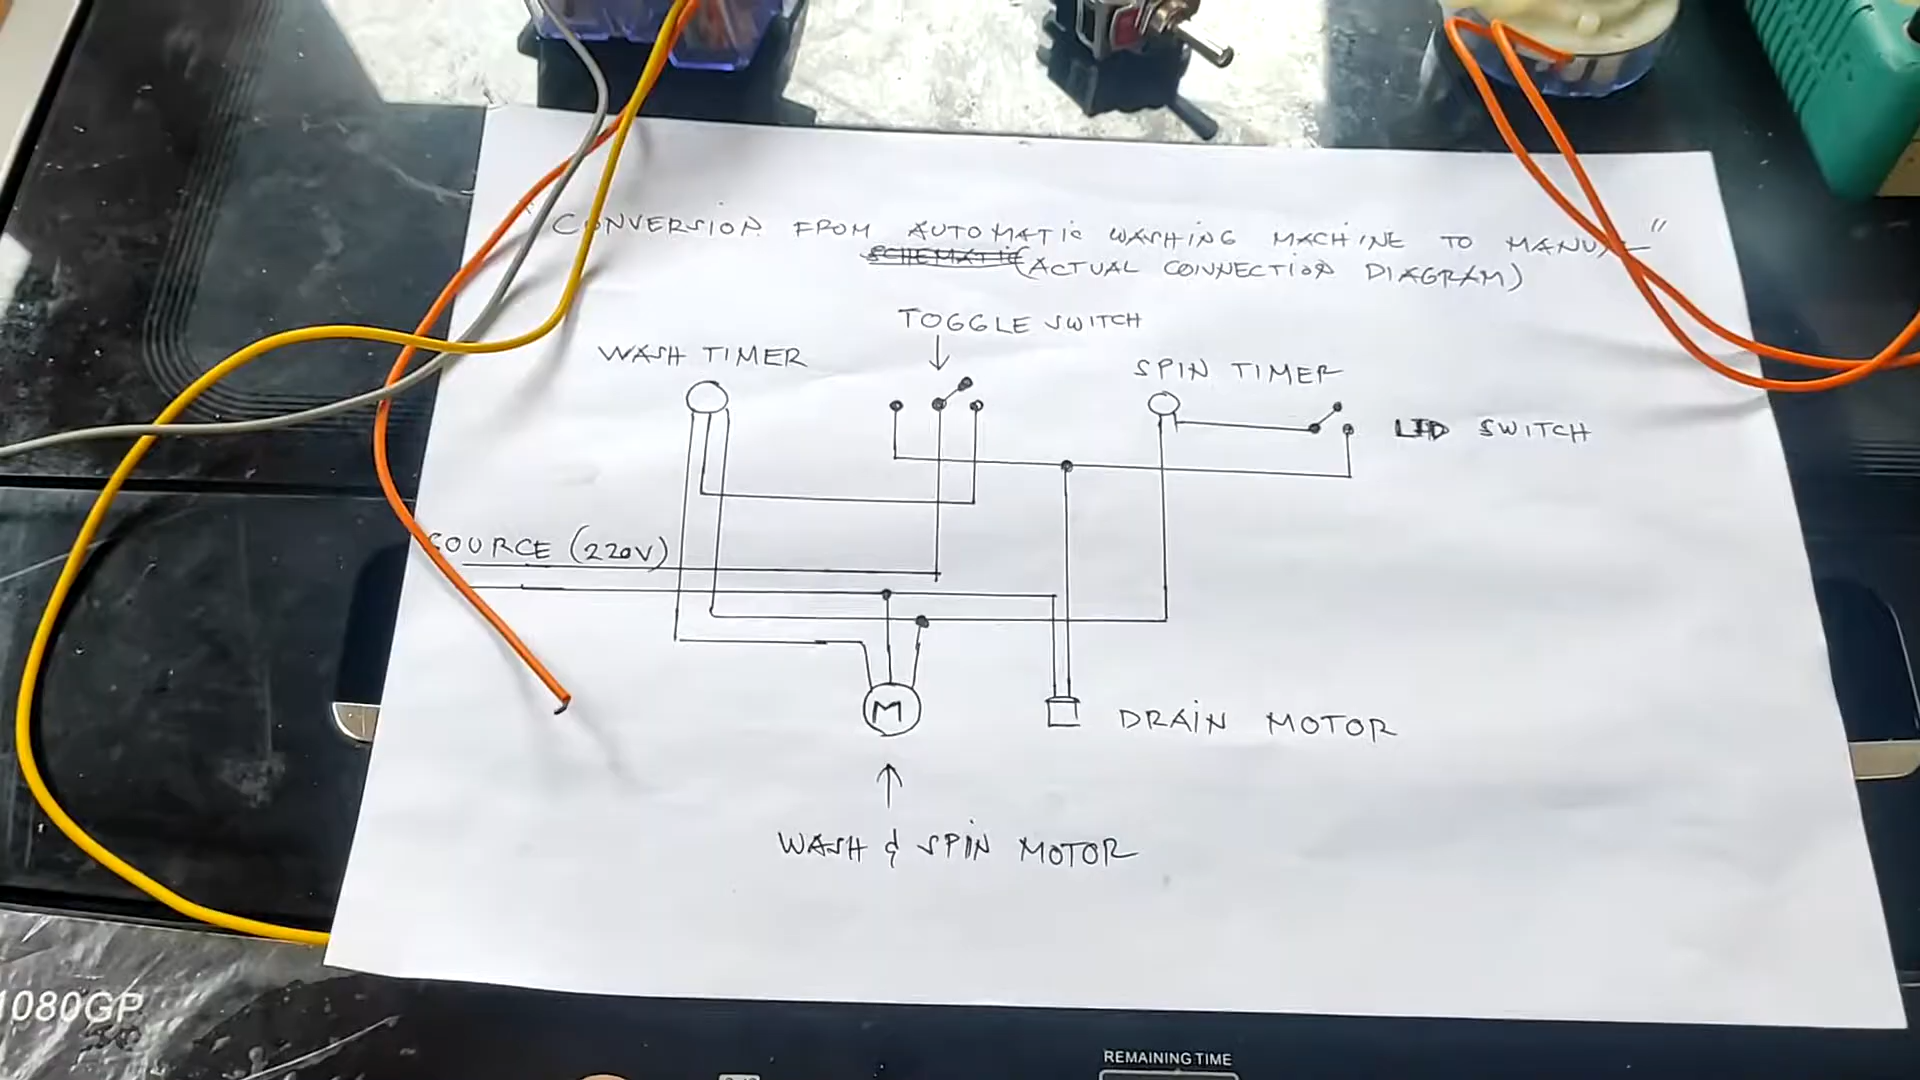 "CONVERSION FROM AUTOMATIC WASHING MACHINE TO MANUAL"
SCHEMATIC (ACTUAL CONNECTION DIAGRAM)
TOGGLE SWITCH
WASH TIMER
SPIN TIMER
LID SWITCH
SOURCE (220V)
M
DRAIN MOTOR
WASH & SPIN MOTOR
1080GP
REMAINING TIME